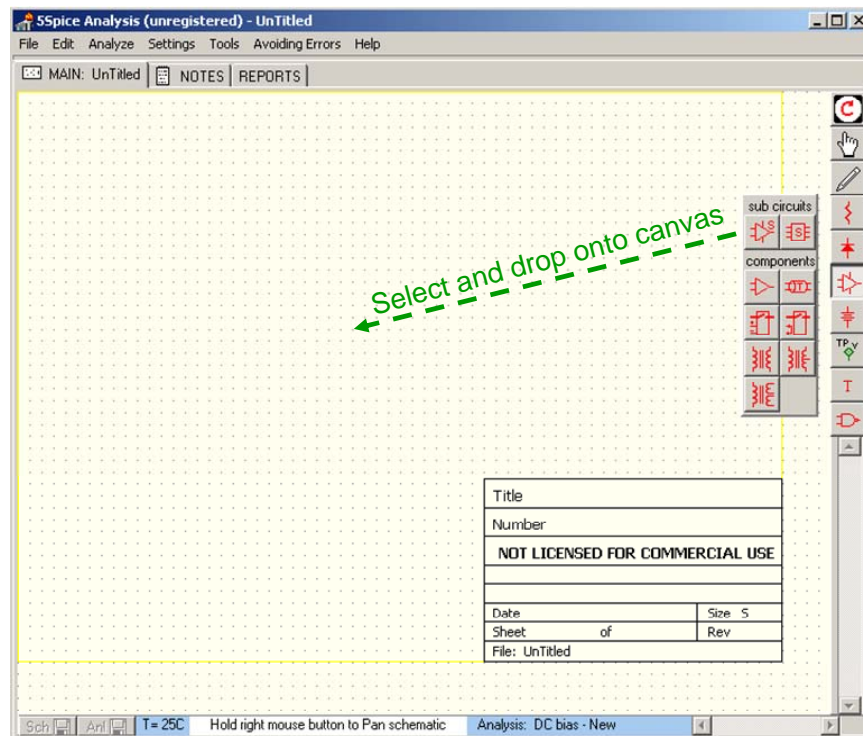 5Spice Analysis (unregistered) - UnTitled
File Edit Analyze Settings Tools Avoiding Errors Help
MAIN: UnTitled NOTES REPORTS
sub circuits
S S
Select and drop onto canvas
components
T
TP V
T
Title
Number
NOT LICENSED FOR COMMERCIAL USE
Date Size S
Sheet of Rev
File: UnTitled
Sch Anl T= 25C Hold right mouse button to Pan schematic Analysis: DC bias - New